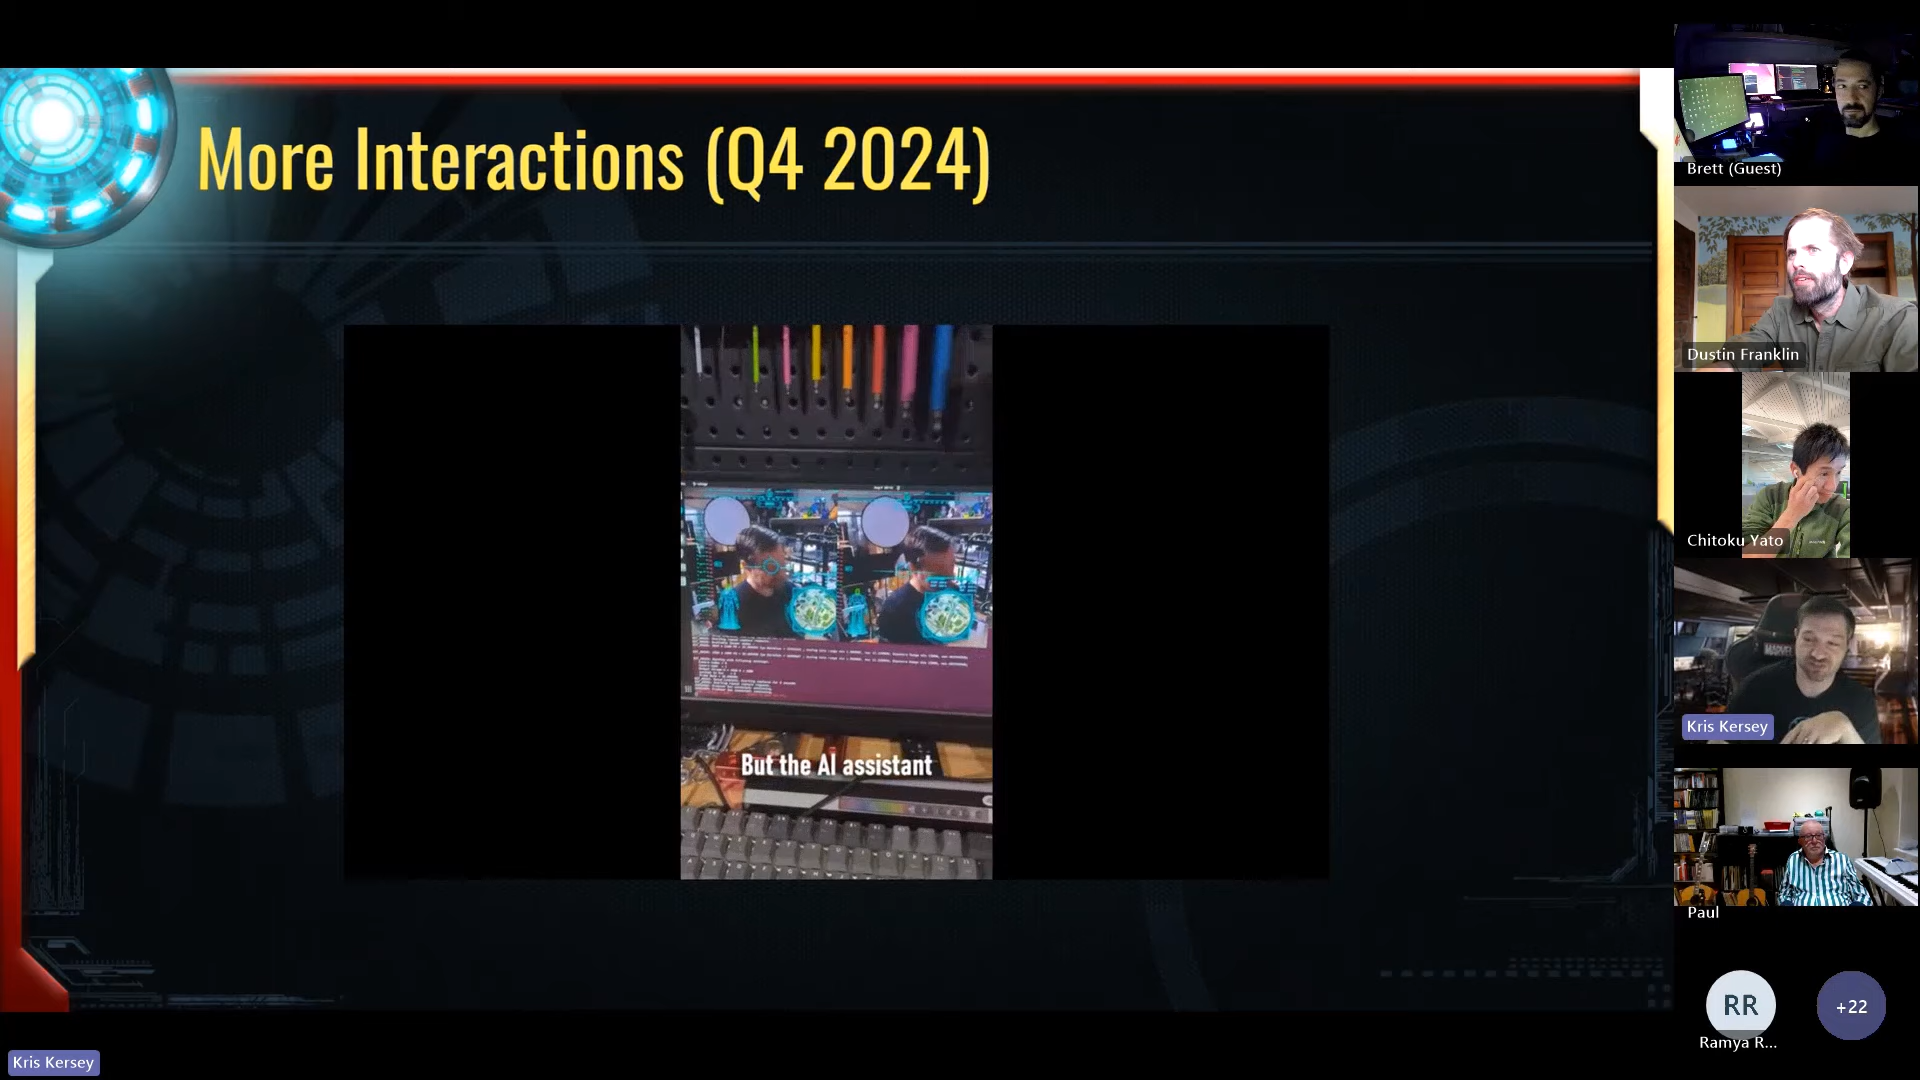 More Interactions (Q4 2024)
But the AI assistant
Brett (Guest)
Dustin Franklin
Chitoku Yato
MARVEL
Kris Kersey
Paul
RR
Ramya R...
+22
Kris Kersey